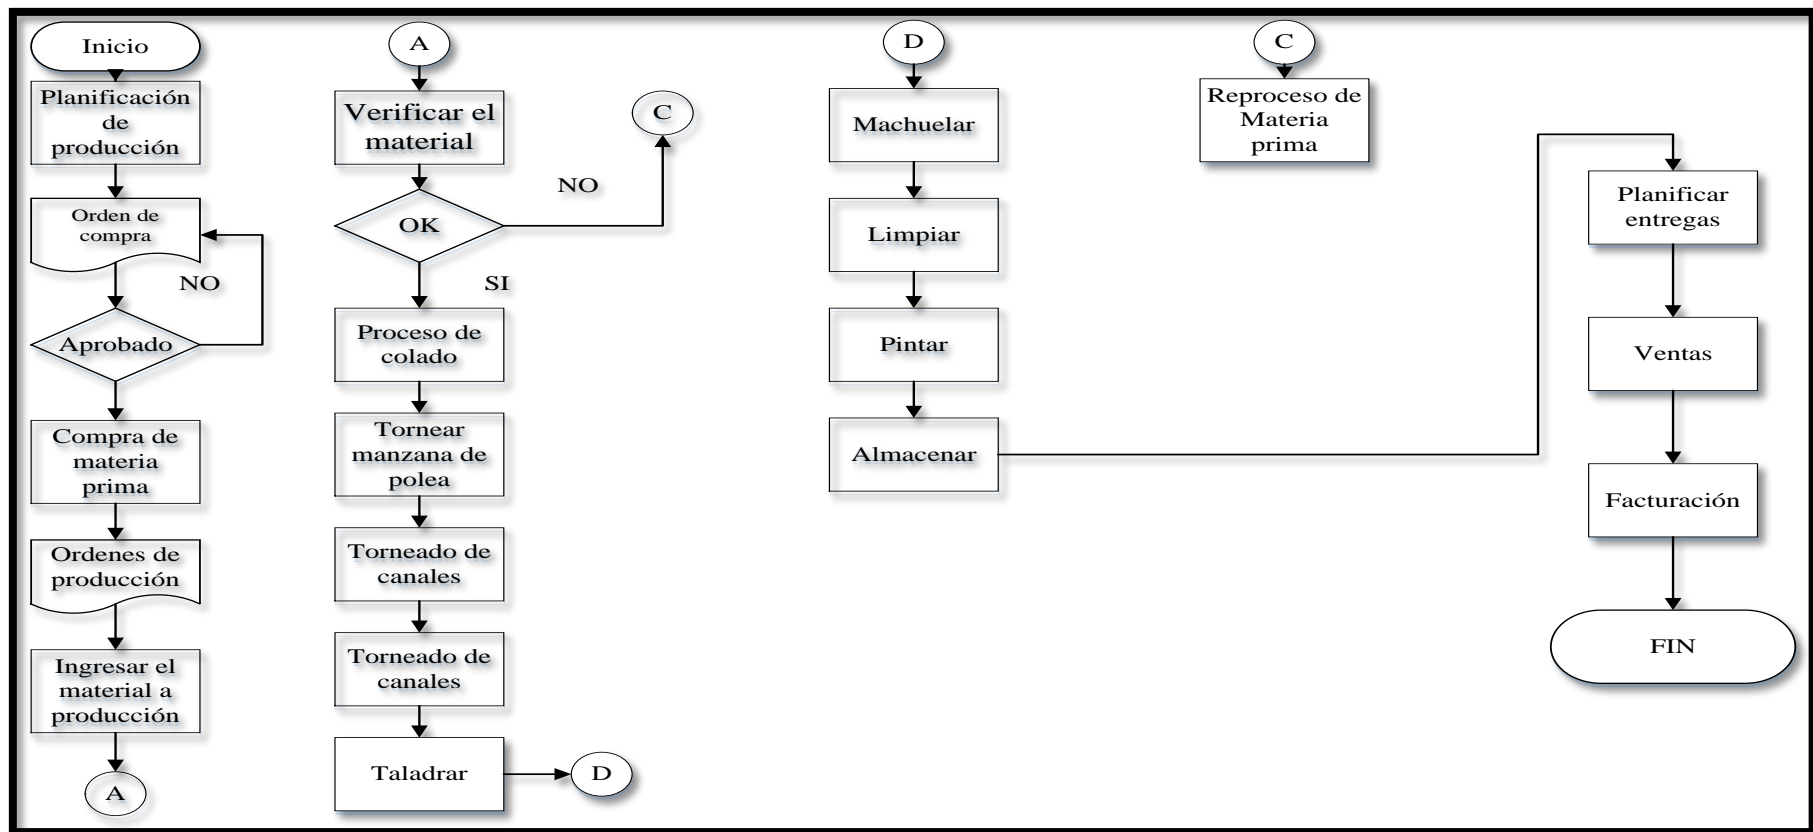 Inicio
Planificación
de
producción
Orden de
compra
NO
Aprobado
Compra de
materia
prima
Ordenes de
producción
Ingresar el
material a
producción
A
A
Verificar el
material
C
NO
OK
SI
Proceso de
colado
Tornear
manzana de
polea
Torneado de
canales
Torneado de
canales
Taladrar
D
D
Machuelar
Limpiar
Pintar
Almacenar
C
Reproceso de
Materia
prima
Planificar
entregas
Ventas
Facturación
FIN